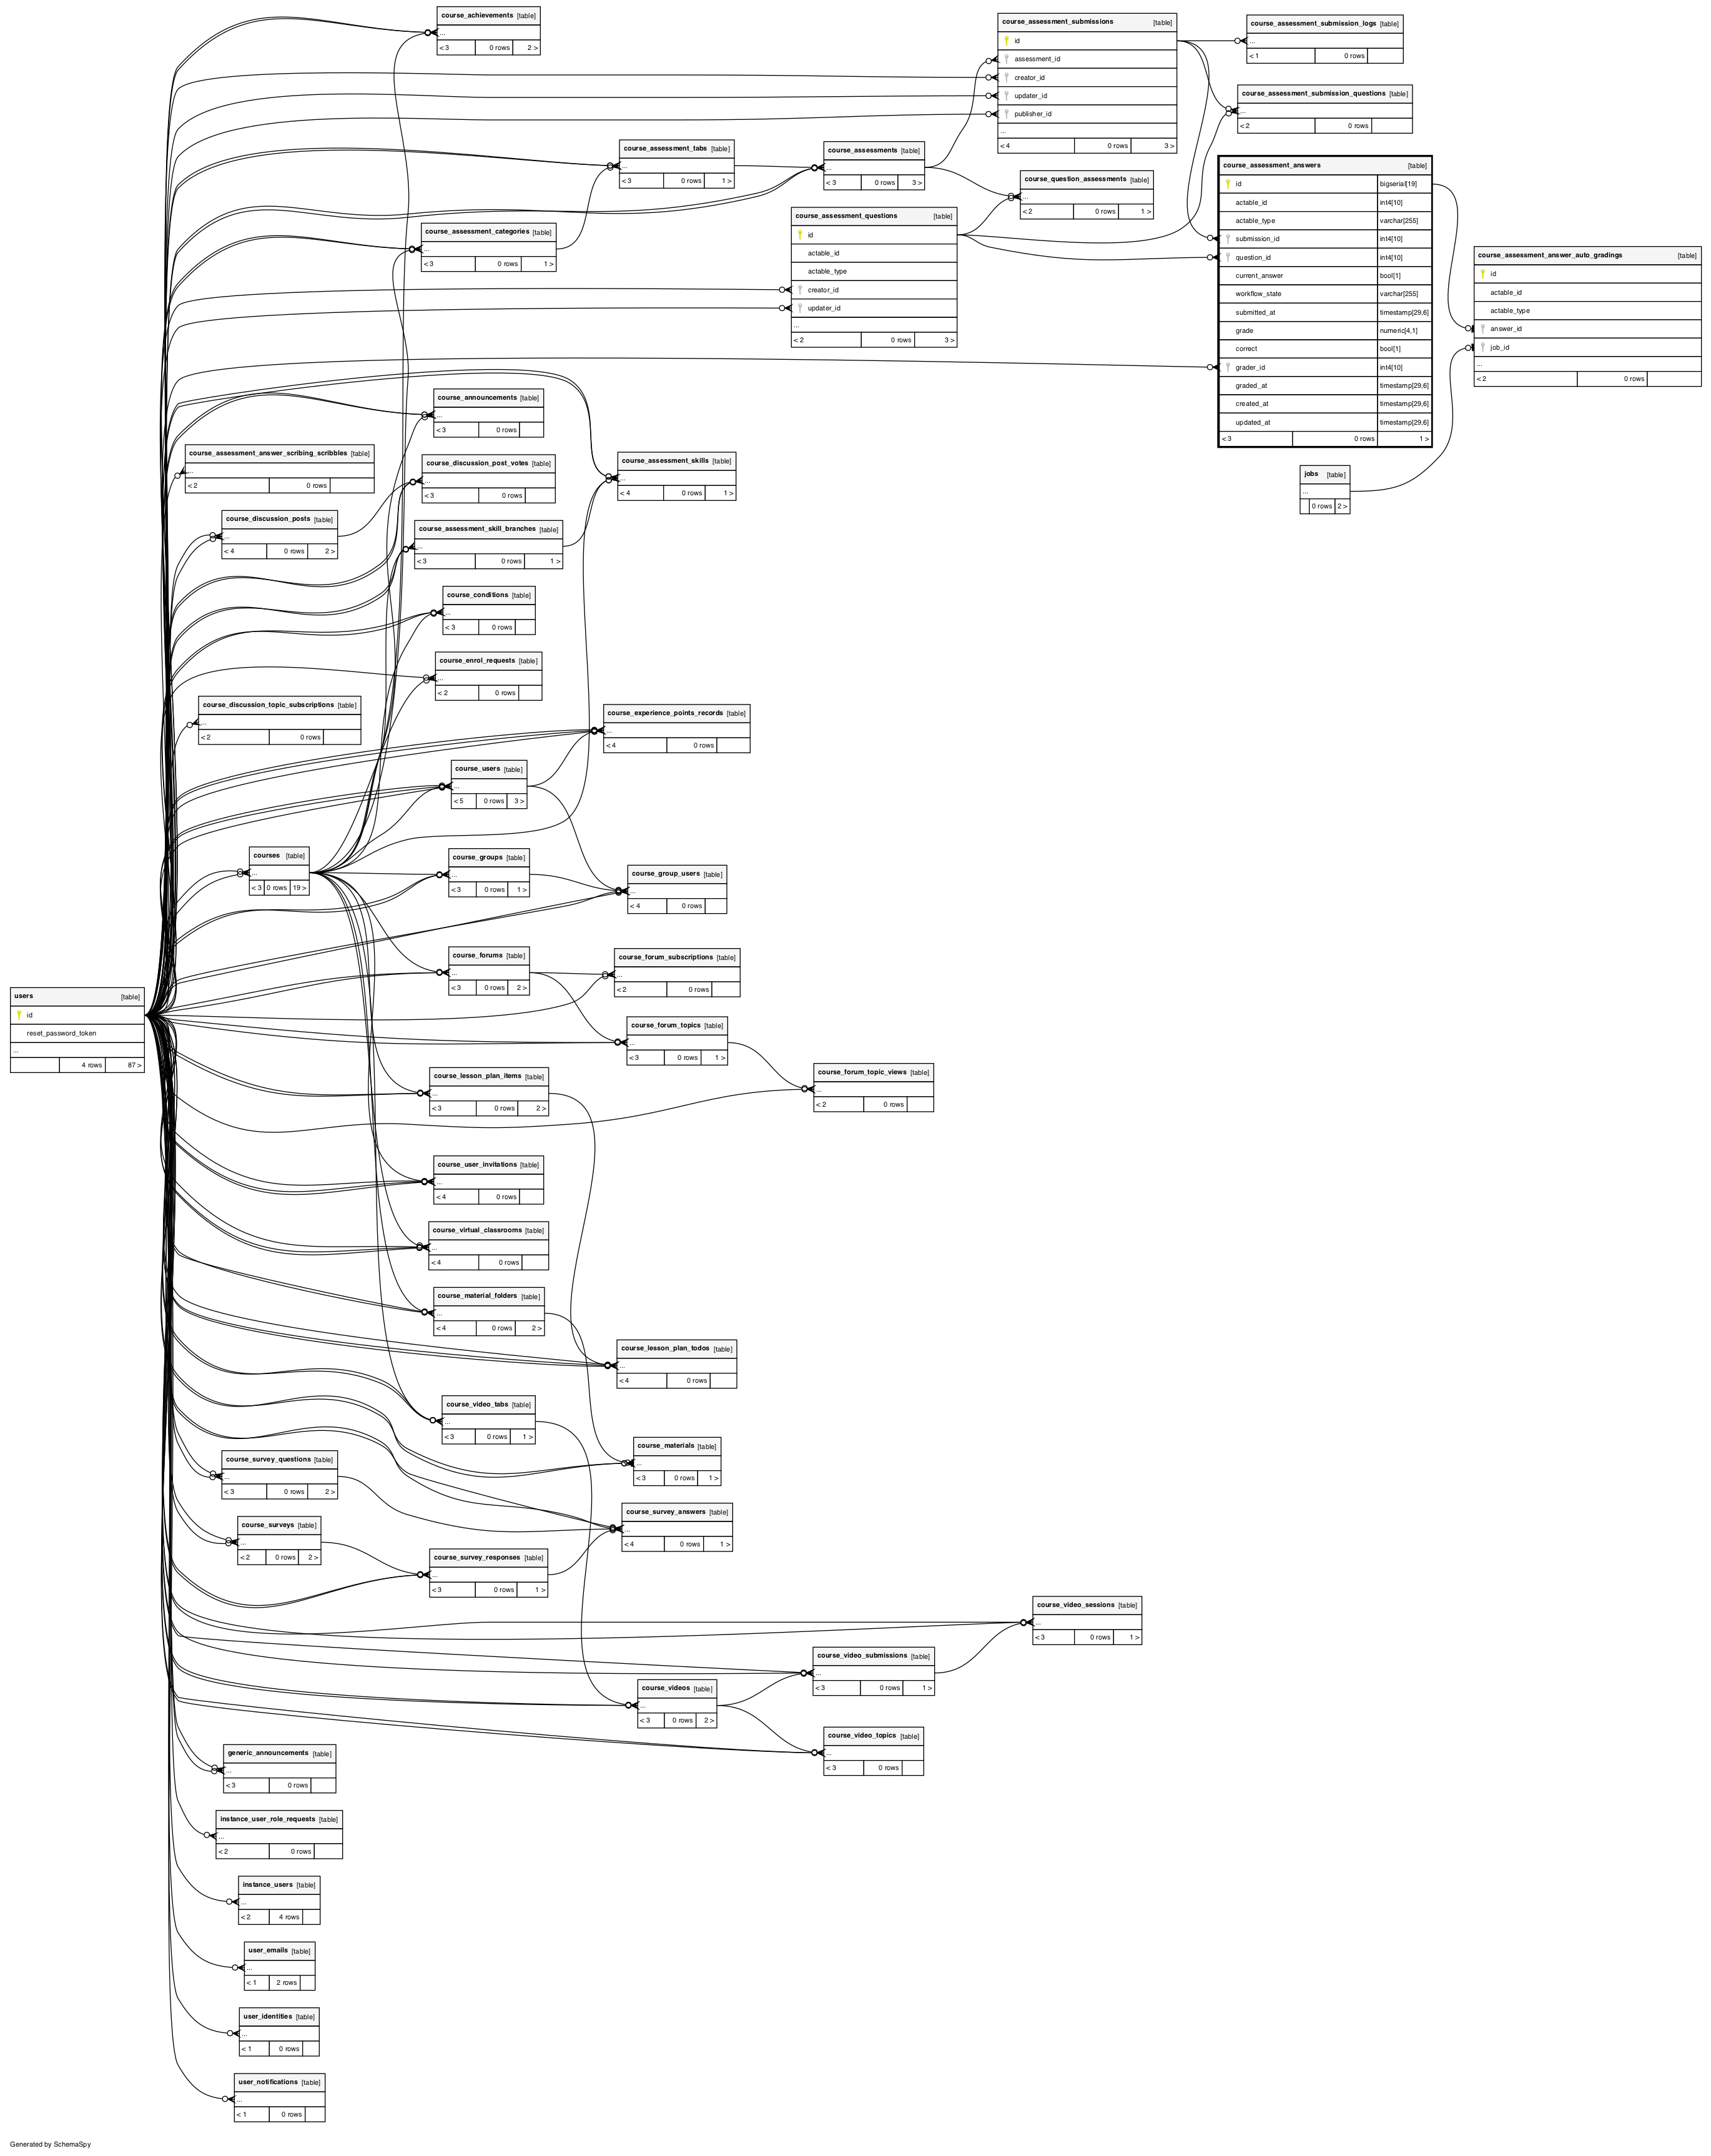 course_achievements [table]
...
< 3 0 rows 2 >
course_assessment_submissions [table]
id
assessment_id
creator_id
updater_id
publisher_id
...
< 4 0 rows 3 >
course_assessment_submission_logs [table]
...
< 1 0 rows
course_assessment_submission_questions [table]
...
< 2 0 rows
course_assessment_tabs [table]
...
< 3 0 rows 1 >
course_assessments [table]
...
< 3 0 rows 3 >
course_question_assessments [table]
...
< 2 0 rows 1 >
course_assessment_answers [table]
id bigserial[19]
actable_id int4[10]
actable_type varchar[255]
submission_id int4[10]
question_id int4[10]
current_answer bool[1]
workflow_state varchar[255]
submitted_at timestamp[29,6]
grade numeric[4,1]
correct bool[1]
grader_id int4[10]
graded_at timestamp[29,6]
created_at timestamp[29,6]
updated_at timestamp[29,6]
< 3 0 rows 1 >
course_assessment_questions [table]
id
actable_id
actable_type
creator_id
updater_id
...
< 2 0 rows 3 >
course_assessment_categories [table]
...
< 3 0 rows 1 >
course_assessment_answer_auto_gradings [table]
id
actable_id
actable_type
answer_id
job_id
...
< 2 0 rows
course_announcements [table]
...
< 3 0 rows
course_assessment_answer_scribing_scribbles [table]
...
< 2 0 rows
course_discussion_post_votes [table]
...
< 3 0 rows
course_assessment_skills [table]
...
< 4 0 rows 1 >
jobs [table]
...
0 rows 2 >
course_discussion_posts [table]
...
< 4 0 rows 2 >
course_assessment_skill_branches [table]
...
< 3 0 rows 1 >
course_conditions [table]
...
< 3 0 rows
course_enrol_requests [table]
...
< 2 0 rows
course_discussion_topic_subscriptions [table]
...
< 2 0 rows
course_experience_points_records [table]
...
< 4 0 rows
course_users [table]
...
< 5 0 rows 3 >
courses [table]
...
< 3 0 rows 19 >
course_groups [table]
...
< 3 0 rows 1 >
course_group_users [table]
...
< 4 0 rows
course_forums [table]
...
< 3 0 rows 2 >
course_forum_subscriptions [table]
...
< 2 0 rows
users [table]
id
reset_password_token
...
4 rows 87 >
course_forum_topics [table]
...
< 3 0 rows 1 >
course_forum_topic_views [table]
...
< 2 0 rows
course_lesson_plan_items [table]
...
< 3 0 rows 2 >
course_user_invitations [table]
...
< 4 0 rows
course_virtual_classrooms [table]
...
< 4 0 rows
course_material_folders [table]
...
< 4 0 rows 2 >
course_lesson_plan_todos [table]
...
< 4 0 rows
course_video_tabs [table]
...
< 3 0 rows 1 >
course_materials [table]
...
< 3 0 rows 1 >
course_survey_questions [table]
...
< 3 0 rows 2 >
course_survey_answers [table]
...
< 4 0 rows 1 >
course_surveys [table]
...
< 2 0 rows 2 >
course_survey_responses [table]
...
< 3 0 rows 1 >
course_video_sessions [table]
...
< 3 0 rows 1 >
course_video_submissions [table]
...
< 3 0 rows 1 >
course_videos [table]
...
< 3 0 rows 2 >
course_video_topics [table]
...
< 3 0 rows
generic_announcements [table]
...
< 3 0 rows
instance_user_role_requests [table]
...
< 2 0 rows
instance_users [table]
...
< 2 4 rows
user_emails [table]
...
< 1 2 rows
user_identities [table]
...
< 1 0 rows
user_notifications [table]
...
< 1 0 rows
Generated by SchemaSpy